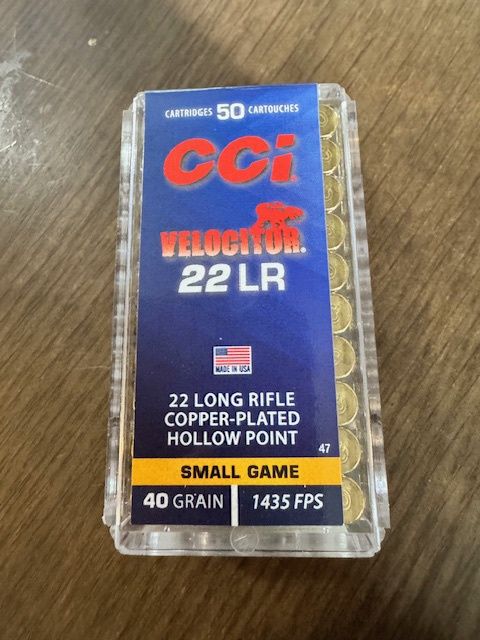 CARTRIDGES 50 CARTOUCHES
CCi
VELOCITOR®
22 LR
MADE IN USA
22 LONG RIFLE
COPPER-PLATED
HOLLOW POINT
47
SMALL GAME
40 GRAIN 1435 FPS